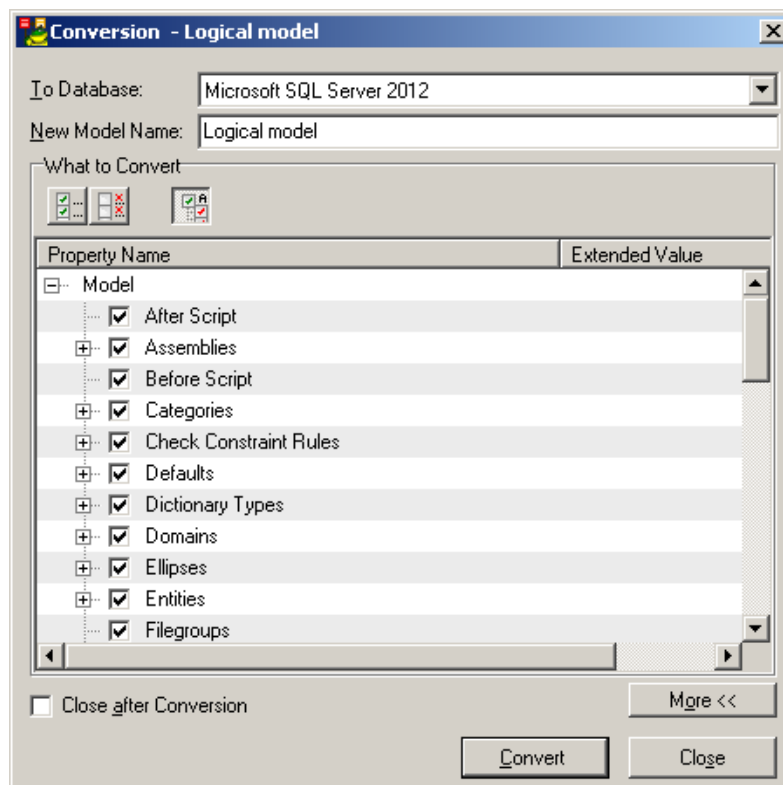 Conversion - Logical model
To Database: Microsoft SQL Server 2012
New Model Name: Logical model
What to Convert
Property Name Extended Value
Model
After Script
Assemblies
Before Script
Categories
Check Constraint Rules
Defaults
Dictionary Types
Domains
Ellipses
Entities
Filegroups
Close after Conversion More <<
Convert Close